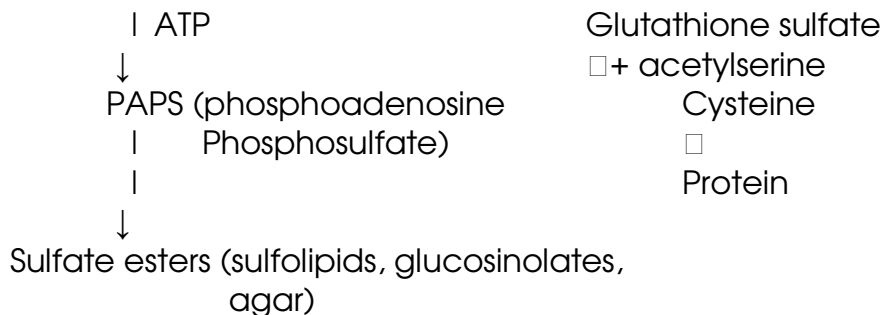 | ATP Glutathione sulfate
↓ □+ acetylserine
PAPS (phosphoadenosine Cysteine
| Phosphosulfate) □
| Protein
↓
Sulfate esters (sulfolipids, glucosinolates,
agar)